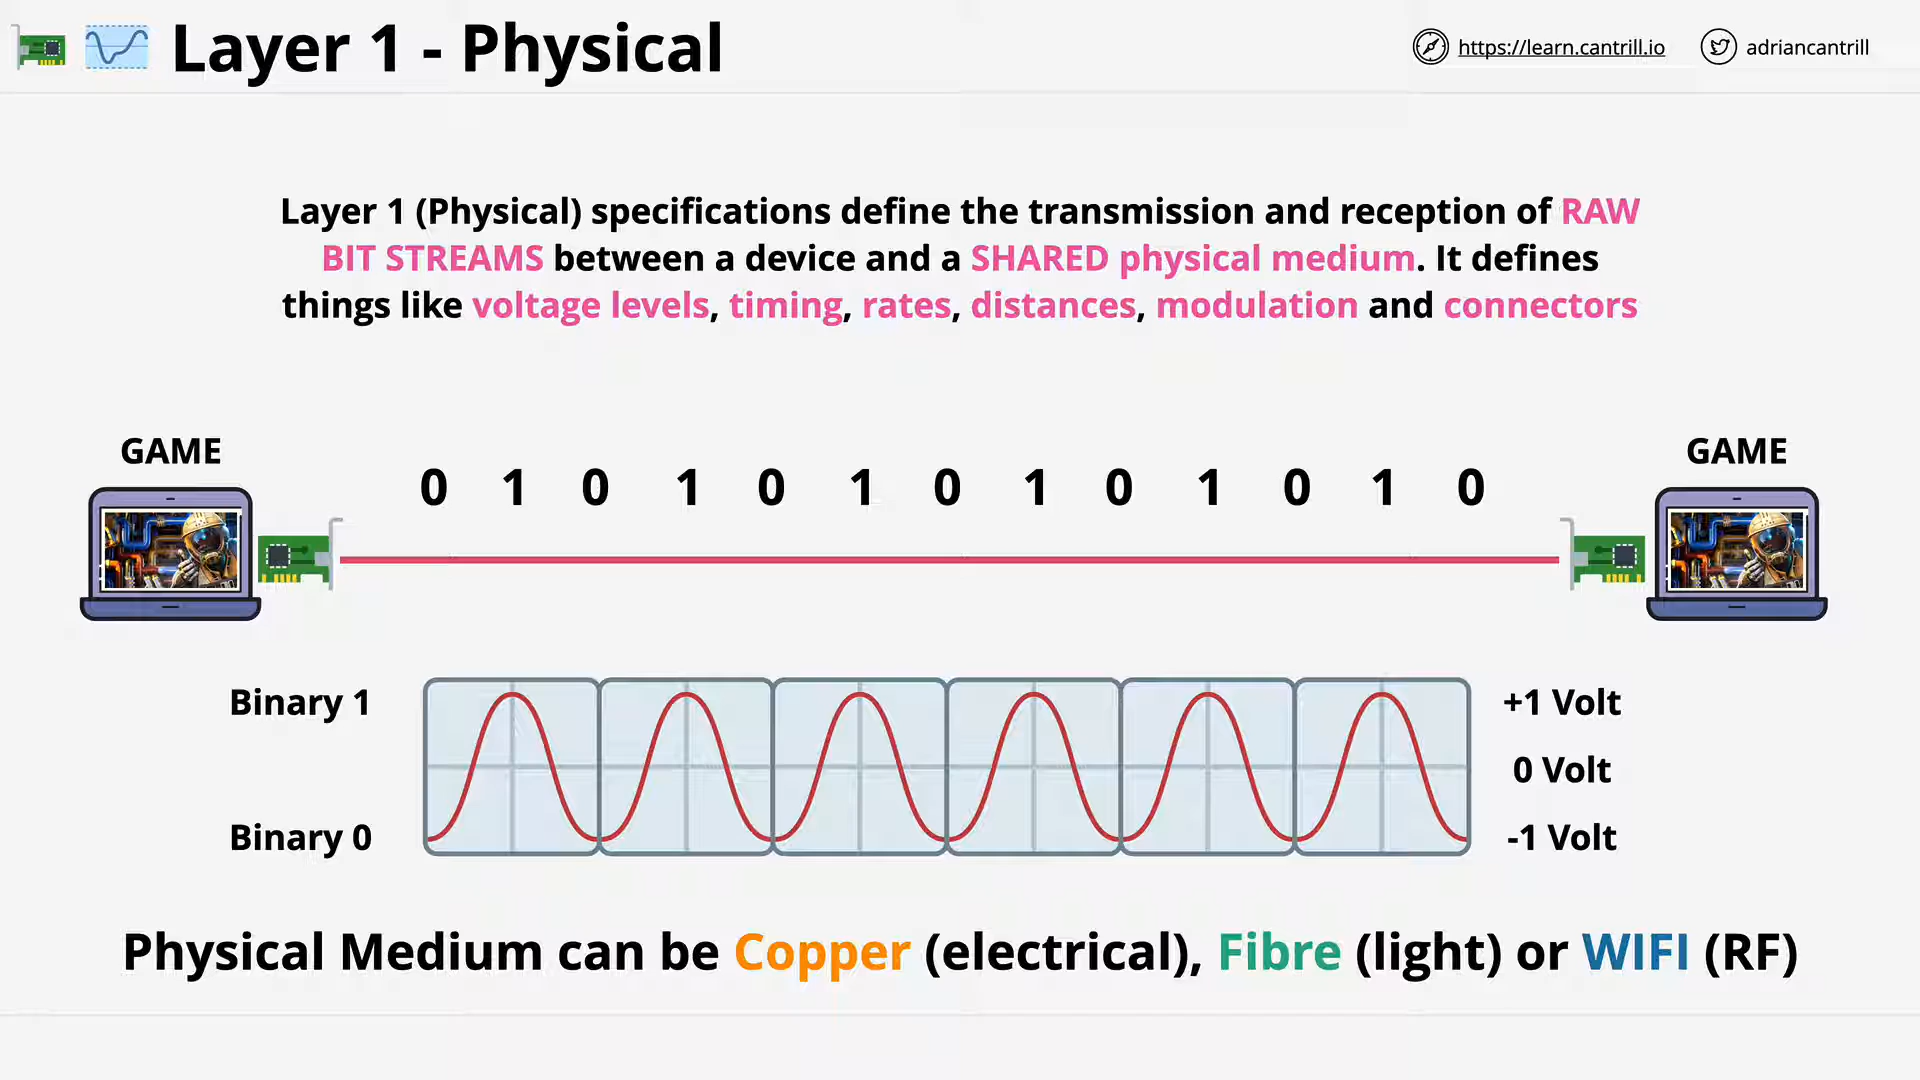 Layer 1 - Physical
https://learn.cantrill.io
adriancantrill
Layer 1 (Physical) specifications define the transmission and reception of RAW
BIT STREAMS between a device and a SHARED physical medium. It defines
things like voltage levels, timing, rates, distances, modulation and connectors
GAME
GAME
0 1 0 1 0 1 0 1 0 1 0 1 0
Binary 1
+1 Volt
0 Volt
Binary 0
-1 Volt
Physical Medium can be Copper (electrical), Fibre (light) or WIFI (RF)